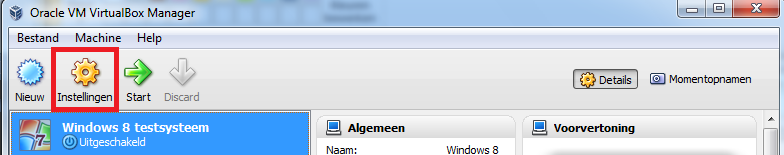 Oracle VM VirtualBox Manager
Bestand Machine Help
Nieuw Instellingen Start Discard Details Momentopnamen
Windows 8 testsysteem
Uitgeschakeld
Algemeen
Naam: Windows 8
Voorvertoning